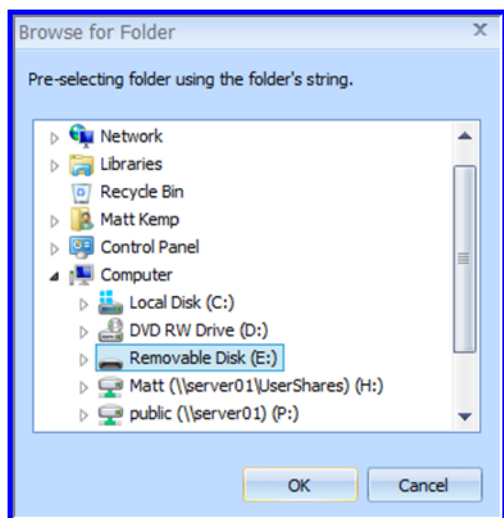 Browse for Folder
Pre-selecting folder using the folder's string.
Network
Libraries
Recycle Bin
Matt Kemp
Control Panel
Computer
Local Disk (C:)
DVD RW Drive (D:)
Removable Disk (E:)
Matt (\\server01\UserShares) (H:)
public (\\server01) (P:)
OK Cancel